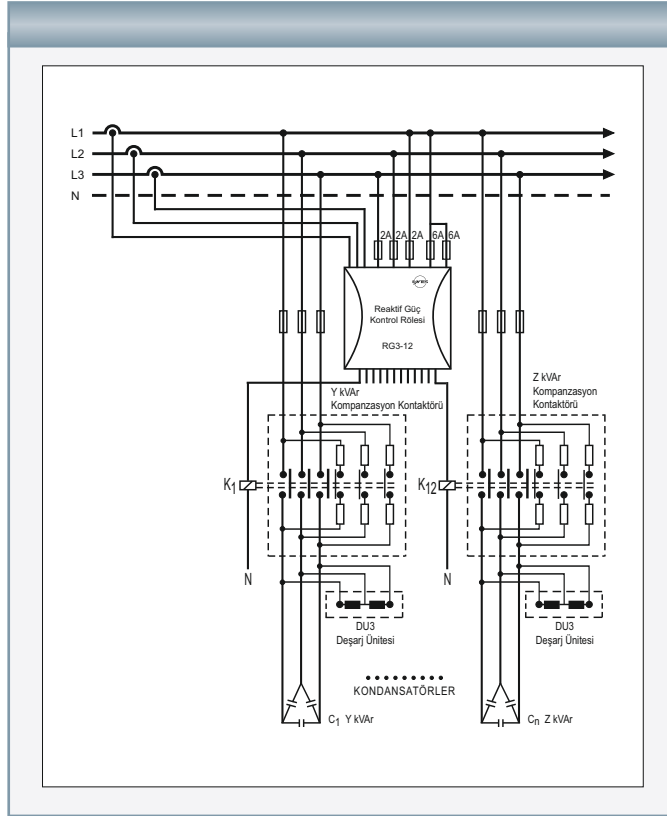 L1
L2
L3
N
2A 2A 2A 6A 6A
Reaktif Güç
Kontrol Rölesi
RG3-12
Y kVAr
Kompanzasyon Kontaktörü
Z kVAr
Kompanzasyon
Kontaktörü
K1
K12
N
N
DU3
Deşarj Ünitesi
DU3
Deşarj Ünitesi
KONDANSATÖRLER
C1 Y kVAr
Cn Z kVAr